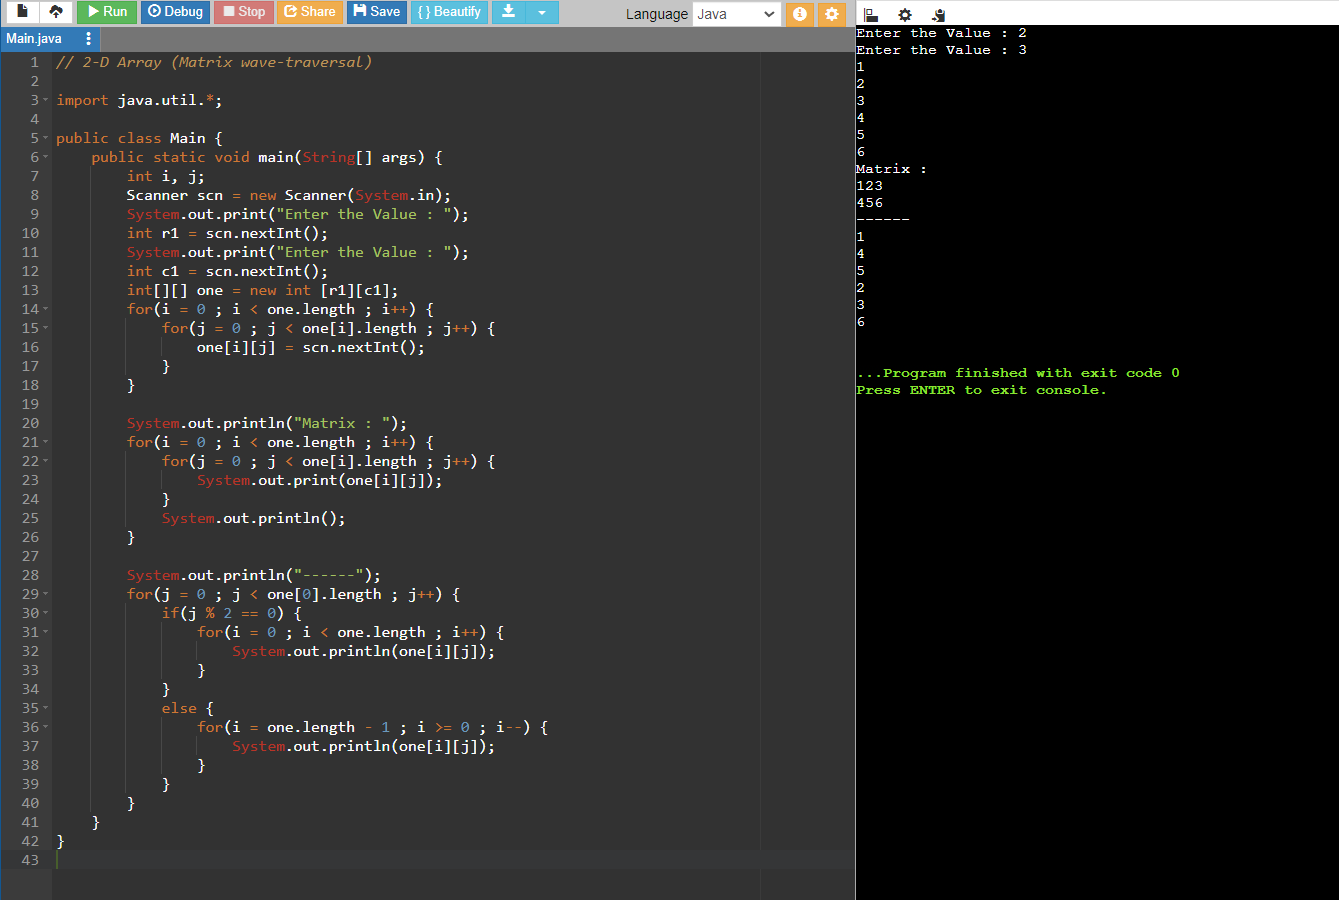 Run Debug Stop Share Save { } Beautify Language Java
Main.java
1 // 2-D Array (Matrix wave-traversal)
2
3 import java.util.*;
4
5 public class Main {
6 public static void main(String[] args) {
7 int i, j;
8 Scanner scn = new Scanner(System.in);
9 System.out.print("Enter the Value : ");
10 int r1 = scn.nextInt();
11 System.out.print("Enter the Value : ");
12 int c1 = scn.nextInt();
13 int[][] one = new int [r1][c1];
14 for(i = 0 ; i < one.length ; i++) {
15 for(j = 0 ; j < one[i].length ; j++) {
16 one[i][j] = scn.nextInt();
17 }
18 }
19
20 System.out.println("Matrix : ");
21 for(i = 0 ; i < one.length ; i++) {
22 for(j = 0 ; j < one[i].length ; j++) {
23 System.out.print(one[i][j]);
24 }
25 System.out.println();
26 }
27
28 System.out.println("------");
29 for(j = 0 ; j < one[0].length ; j++) {
30 if(j % 2 == 0) {
31 for(i = 0 ; i < one.length ; i++) {
32 System.out.println(one[i][j]);
33 }
34 }
35 else {
36 for(i = one.length - 1 ; i >= 0 ; i--) {
37 System.out.println(one[i][j]);
38 }
39 }
40 }
41 }
42 }
43
Enter the Value : 2
Enter the Value : 3
1
2
3
4
5
6
Matrix :
123
456
------
1
4
5
2
3
6
...Program finished with exit code 0
Press ENTER to exit console.